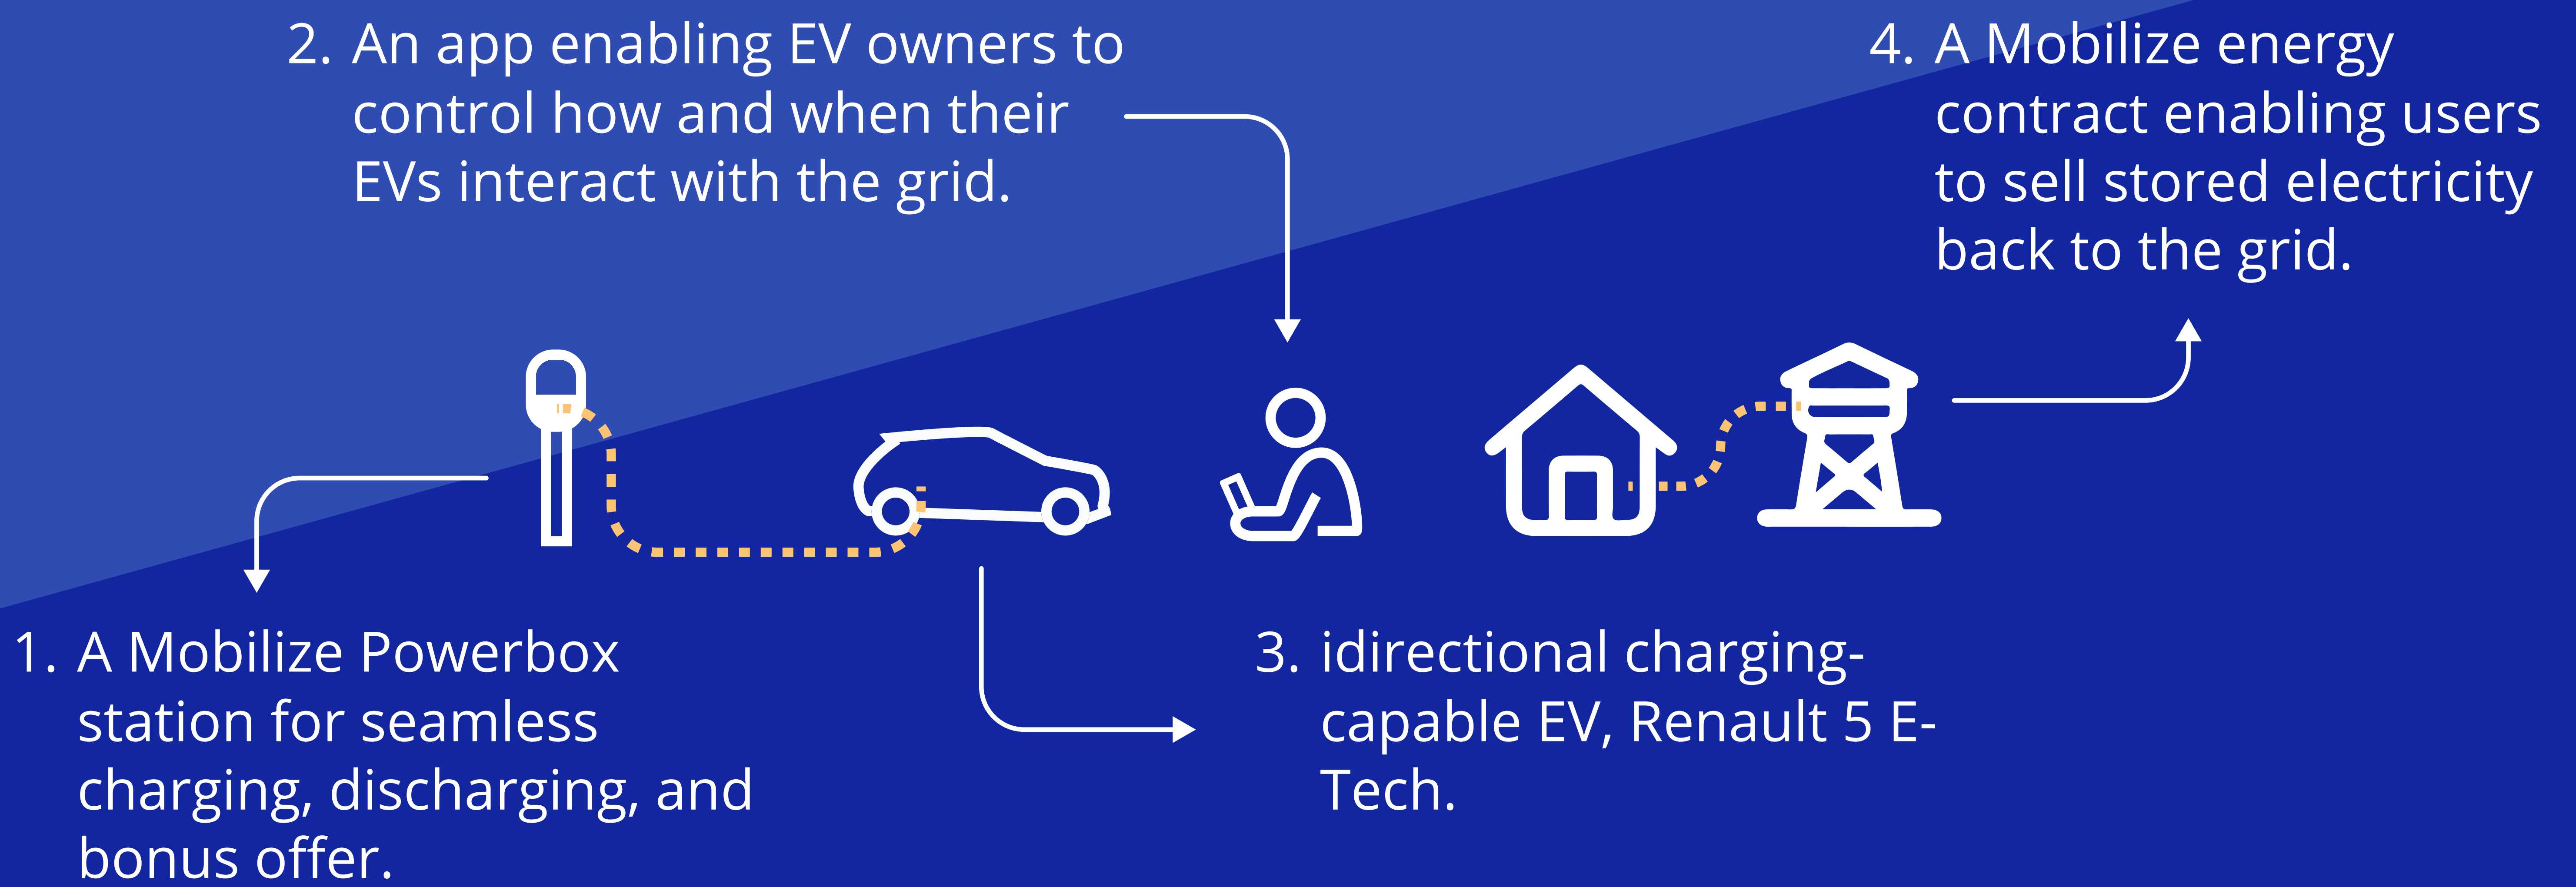 1. A Mobilize Powerbox
station for seamless
charging, discharging, and
bonus offer.
2. An app enabling EV owners to
control how and when their
EVs interact with the grid.
3. idirectional charging-
capable EV, Renault 5 E-
Tech.
4. A Mobilize energy
contract enabling users
to sell stored electricity
back to the grid.